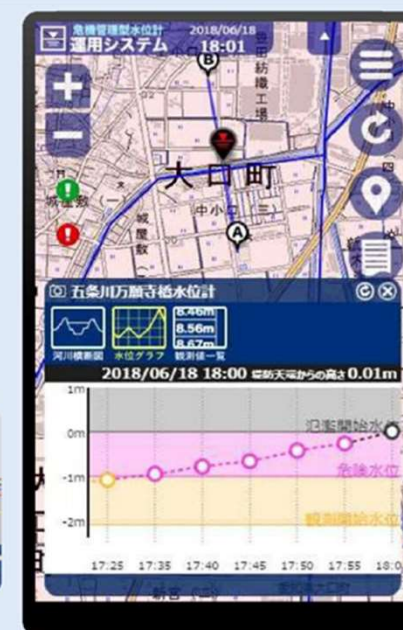 危機管理型水位計
運用システム
2018/06/18
18:01
B
大口町
A
五条川万願寺橋水位計
河川横断図
水位グラフ
8.46m
8.56m
8.67m
観測値一覧
2018/06/18 18:00 堤防天端からの高さ 0.01m
1m
氾濫開始水位
0m
危険水位
-1m
観測開始水位
-2m
17:25 17:35 17:40 17:45 17:50 17:55 18:0